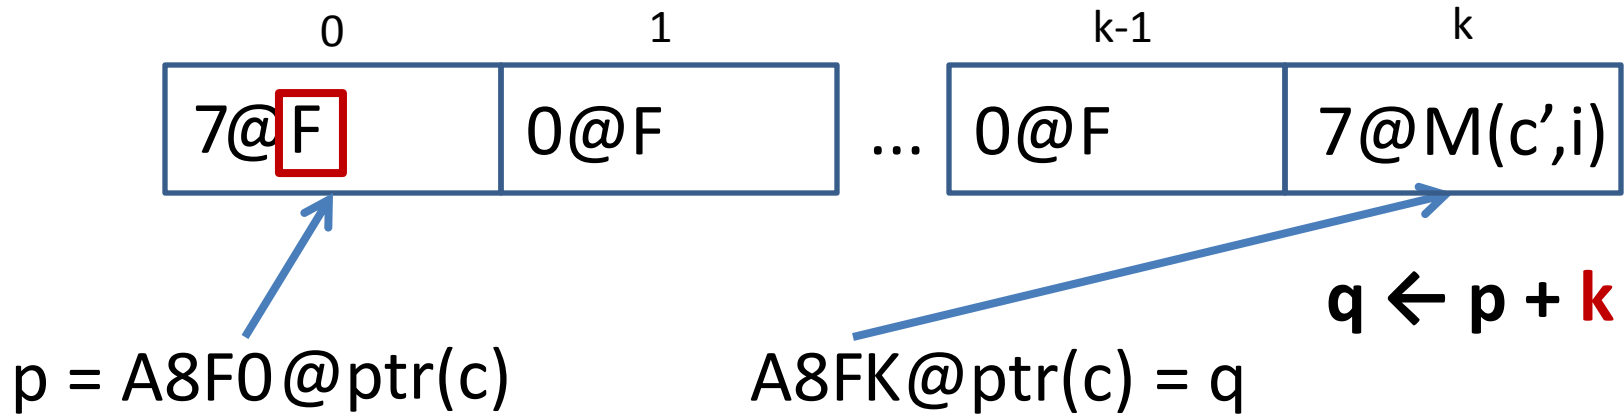 0 1 k-1 k
7@F 0@F ... 0@F 7@M(c’,i)
q ← p + k
p = A8F0@ptr(c) A8FK@ptr(c) = q